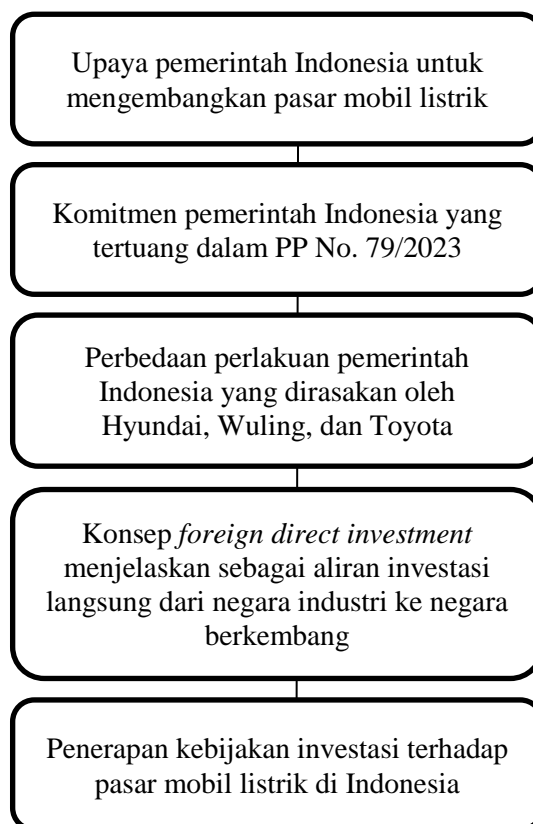 Upaya pemerintah Indonesia untuk
mengembangkan pasar mobil listrik
Komitmen pemerintah Indonesia yang
tertuang dalam PP No. 79/2023
Perbedaan perlakuan pemerintah
Indonesia yang dirasakan oleh
Hyundai, Wuling, dan Toyota
Konsep foreign direct investment
menjelaskan sebagai aliran investasi
langsung dari negara industri ke negara
berkembang
Penerapan kebijakan investasi terhadap
pasar mobil listrik di Indonesia